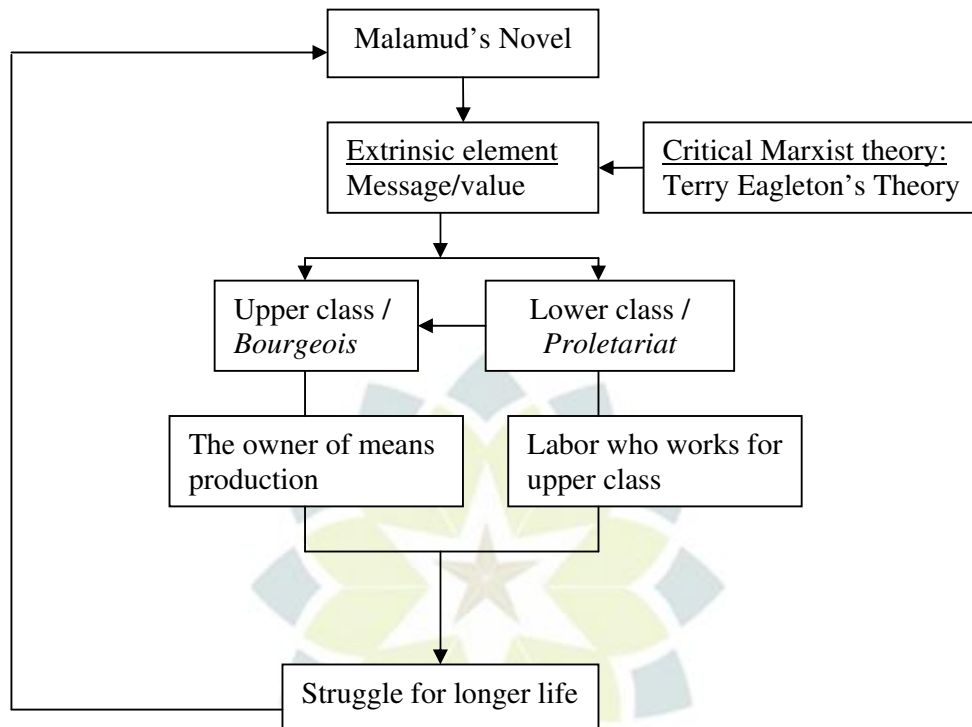 Malamud’s Novel
Extrinsic element
Message/value
Critical Marxist theory:
Terry Eagleton’s Theory
Upper class /
Bourgeois
Lower class /
Proletariat
The owner of means
production
Labor who works for
upper class
Struggle for longer life